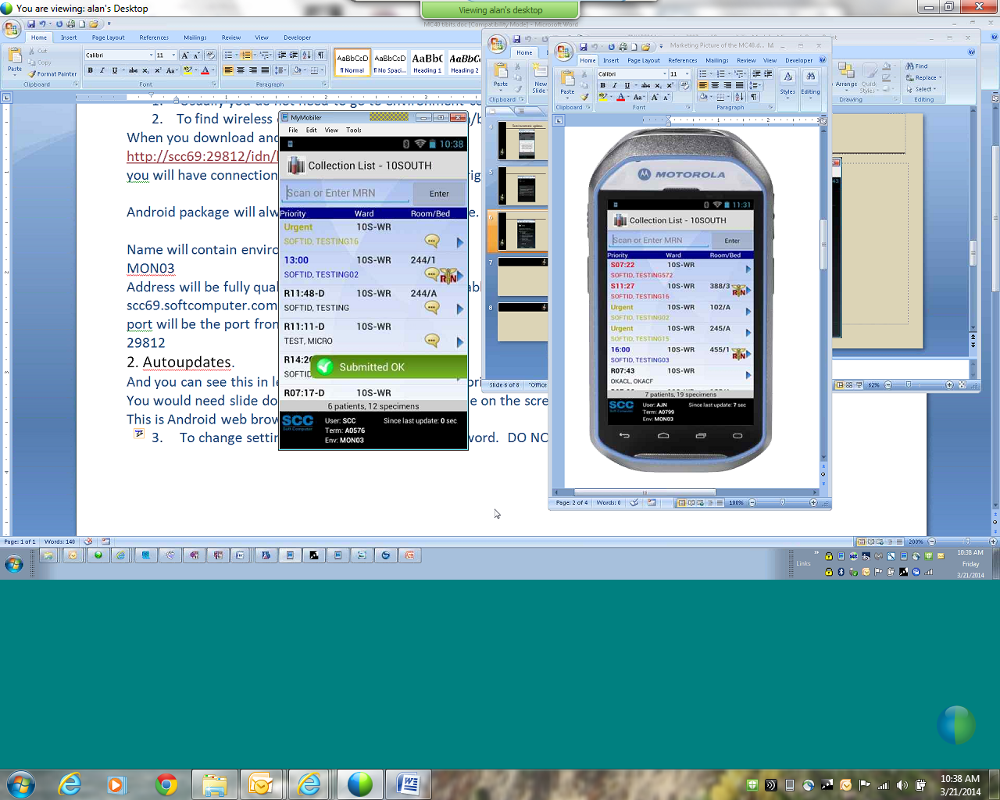 You are viewing: alan's Desktop
Viewing alan's desktop
MC40 tibits.doc [Compatibility Mode] - Microsoft Word
Home Insert Page Layout References Mailings Review View Developer
Cut
Copy
Format Painter
Paste
Clipboard
Calibri 11
Font
Paragraph
AaBbCcD AaBbCcD AaBbC AaBbCc
¶ Normal ¶ No Spaci... Heading 1 Heading 2
2. To find wireless
When you download and
http://scc69:29812/idn/
you will have connection
Android package will alw
Name will contain enviro
MON03
Address will be fully qual
scc69.softcomputer.com
port will be the port from
29812
2. Autoupdates.
And you can see this in le
You would need slide do
e on the scre
This is Android web brow
3. To change settin
word. DO NO
MyMobiler
File Edit View Tools
10:38
Collection List - 10SOUTH
Scan or Enter MRN Enter
Priority Ward Room/Bed
Urgent 10S-WR
SOFTID, TESTING16
13:00 10S-WR 244/1
SOFTID, TESTING02
R11:48-D 10S-WR 244/A
SOFTID, TESTING
R11:11-D 10S-WR
TEST, MICRO
R14:20
SOFTID
Submitted OK
R07:17-D 10S-WR
6 patients, 12 specimens
SCC
Soft Computer
User: SCC Since last update: 0 sec
Term: A0576
Env: MON03
Home
Paste
New
Slide
Clipboard
4
5
6
7
8
Slide 6 of 8 "Office
Arrange Quick
Styles
Drawing
Find
Replace
Select
Editing
62%
Marketing Picture of the MC40.d...
Home Insert Page Layout References Mailings Review View Developer
Paste
Clipboard
Calibri 11
Font
Paragraph
Styles
Editing
MOTOROLA
11:31
Collection List - 10SOUTH
Scan or Enter MRN Enter
Priority Ward Room/Bed
S07:22 10S-WR
SOFTID, TESTING572
S11:27 10S-WR 388/3
SOFTID, TESTING16
Urgent 10S-WR 102/A
SOFTID, TESTING02
Urgent 10S-WR 245/A
SOFTID, TESTING15
16:00 10S-WR 455/1
SOFTID, TESTING03
R07:43 10S-WR
OKACL, OKACF
7 patients, 19 specimens
SCC
Soft Computer
User: AJN Since last update: 7 sec
Term: A0799
Env: MON03
Page: 2 of 4 Words: 0 100%
Page: 1 of 1 Words: 140 200%
Links
10:38 AM
Friday
3/21/2014
10:38 AM
3/21/2014